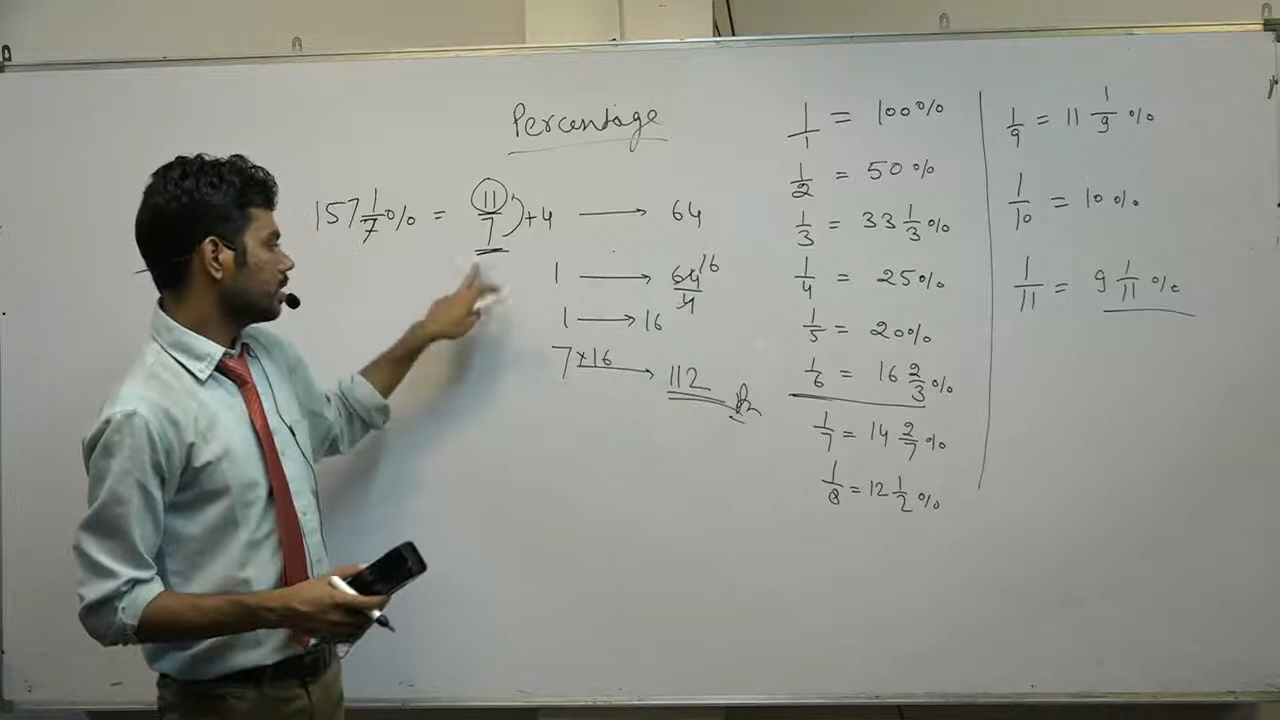 Percentage
157 1/7 % = 11/7 +4 → 64
1 → 64/4 16
1 → 16
7×16 → 112
1/1 = 100%
1/2 = 50%
1/3 = 33 1/3 %
1/4 = 25%
1/5 = 20%
1/6 = 16 2/3 %
1/7 = 14 2/7 %
1/8 = 12 1/2 %
1/9 = 11 1/9 %
1/10 = 10%
1/11 = 9 1/11 %